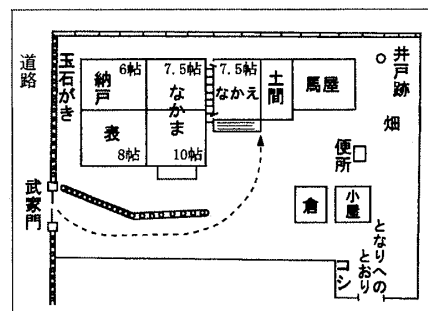 道路
玉石がき
武家門
納戸
6帖
表
8帖
7.5帖
なかま
10帖
7.5帖
なかえ
土間
馬屋
井戸跡
畑
便所
倉
小屋
となりへの
とおり
コシ